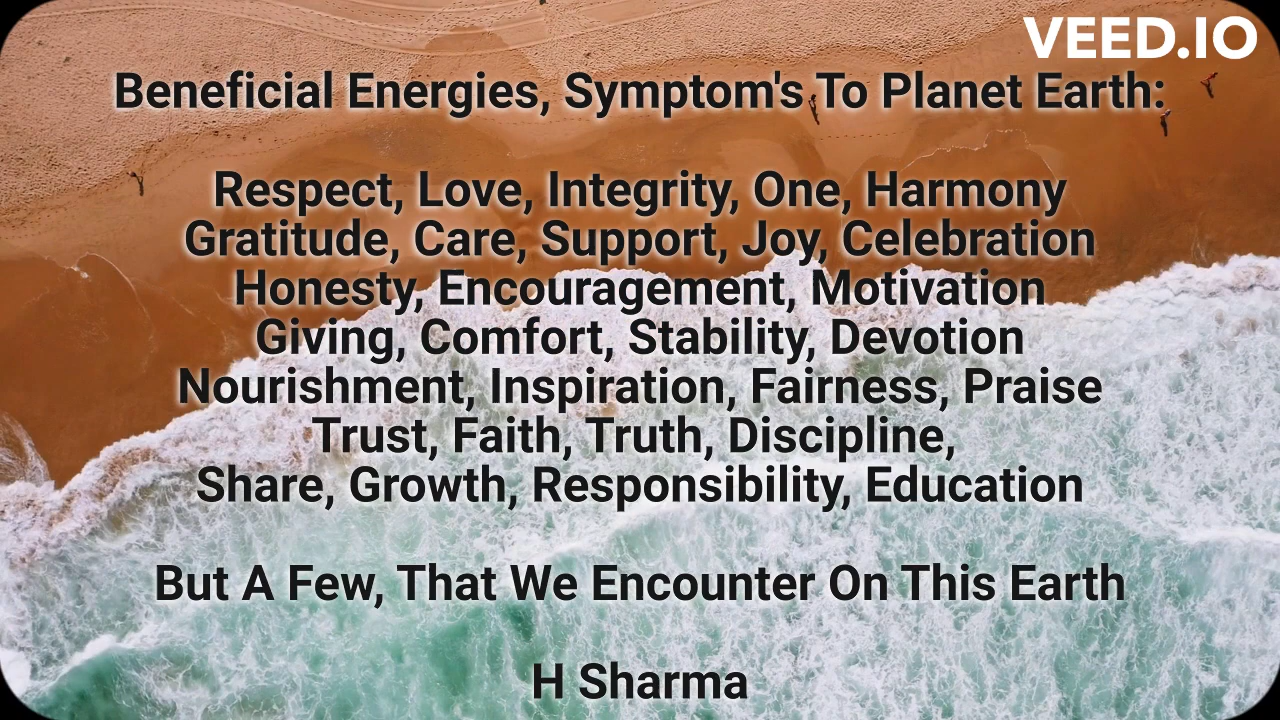 VEED.IO
Beneficial Energies, Symptom's To Planet Earth:
Respect, Love, Integrity, One, Harmony
Gratitude, Care, Support, Joy, Celebration
Honesty, Encouragement, Motivation
Giving, Comfort, Stability, Devotion
Nourishment, Inspiration, Fairness, Praise
Trust, Faith, Truth, Discipline,
Share, Growth, Responsibility, Education
But A Few, That We Encounter On This Earth
H Sharma